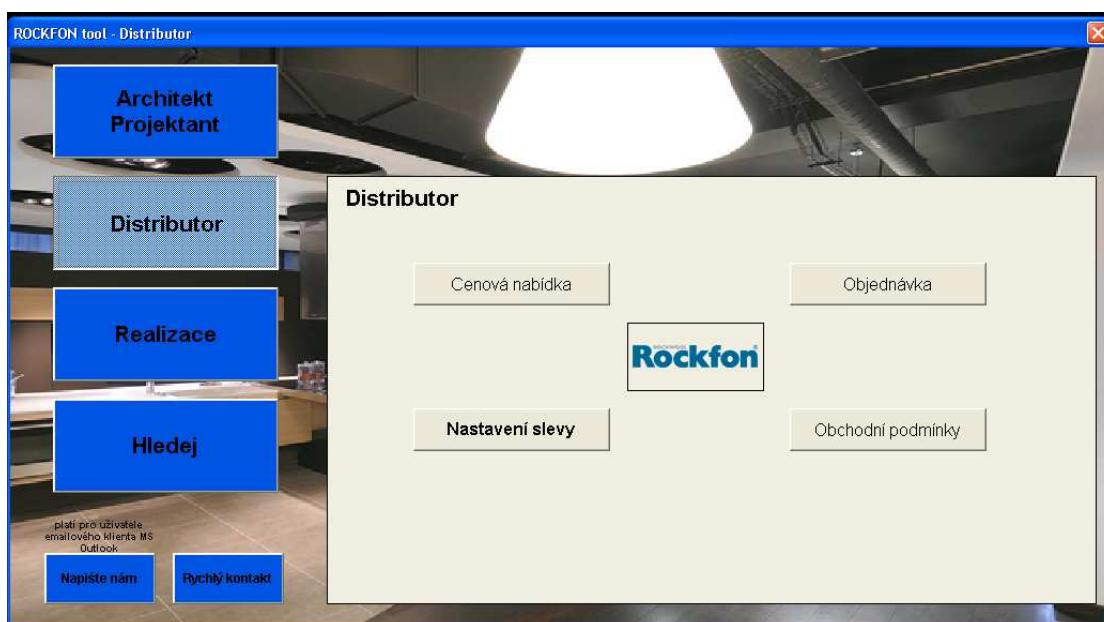 ROCKFON tool - Distributor
Architekt
Projektant
Distributor
Realizace
Hledej
platí pro uživatele
emailového klienta MS
Outlook
Napište nám
Rychlý kontakt
Distributor
Cenová nabídka
Objednávka
Rockfon
Nastavení slevy
Obchodní podmínky